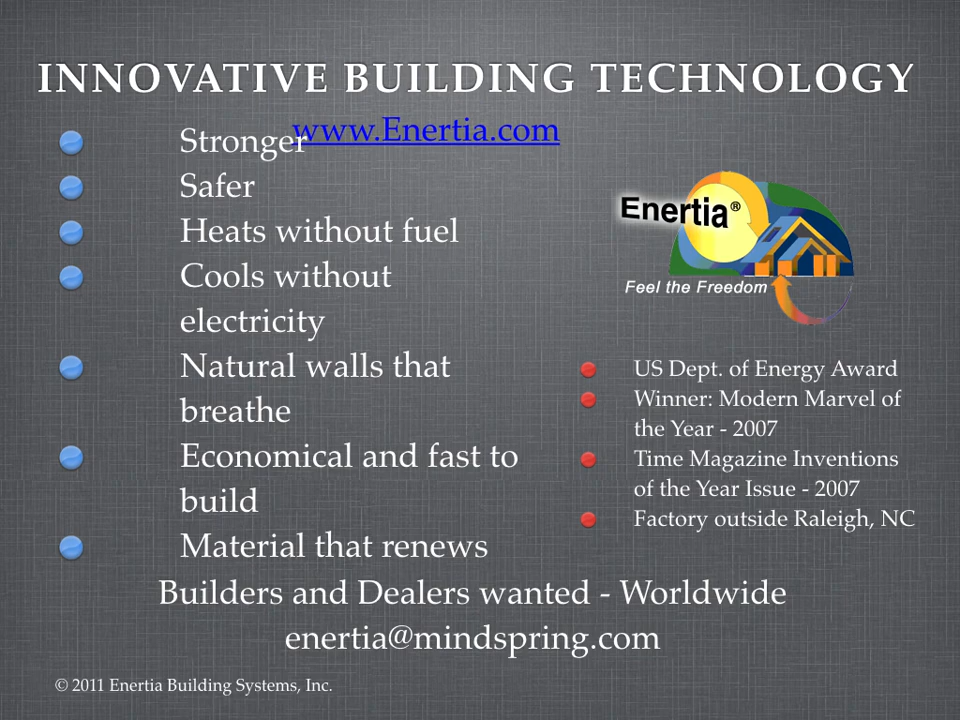 INNOVATIVE BUILDING TECHNOLOGY
www.Enertia.com
Stronger
Safer
Heats without fuel
Cools without
electricity
Natural walls that
breathe
Economical and fast to
build
Material that renews
Enertia®
Feel the Freedom
US Dept. of Energy Award
Winner: Modern Marvel of
the Year - 2007
Time Magazine Inventions
of the Year Issue - 2007
Factory outside Raleigh, NC
Builders and Dealers wanted - Worldwide
enertia@mindspring.com
© 2011 Enertia Building Systems, Inc.